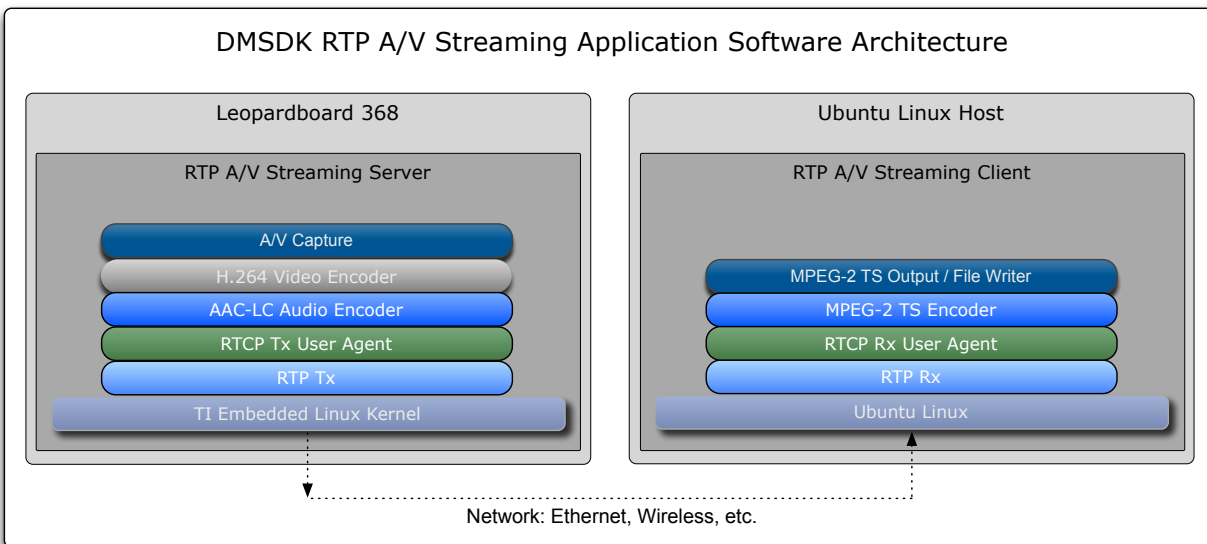 DMSDK RTP A/V Streaming Application Software Architecture
Leopardboard 368
RTP A/V Streaming Server
A/V Capture
H.264 Video Encoder
AAC-LC Audio Encoder
RTCP Tx User Agent
RTP Tx
TI Embedded Linux Kernel
Ubuntu Linux Host
RTP A/V Streaming Client
MPEG-2 TS Output / File Writer
MPEG-2 TS Encoder
RTCP Rx User Agent
RTP Rx
Ubuntu Linux
Network: Ethernet, Wireless, etc.